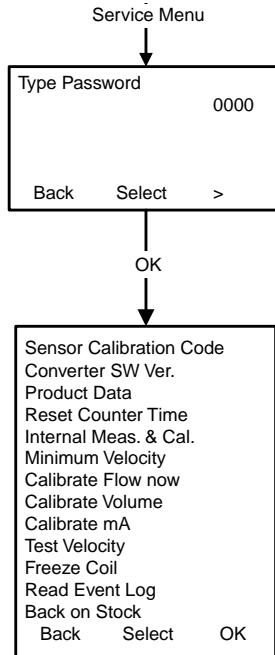 Service Menu
Type Password
0000
Back Select >
OK
Sensor Calibration Code
Converter SW Ver.
Product Data
Reset Counter Time
Internal Meas. & Cal.
Minimum Velocity
Calibrate Flow now
Calibrate Volume
Calibrate mA
Test Velocity
Freeze Coil
Read Event Log
Back on Stock
Back Select OK